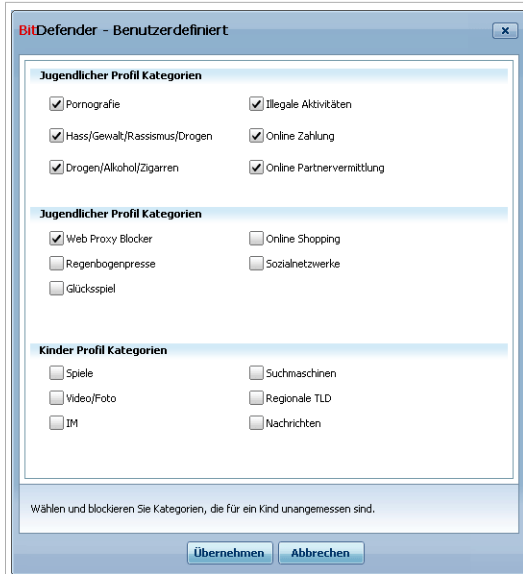 BitDefender - Benutzerdefiniert
Jugendlicher Profil Kategorien
Pornografie
Illegale Aktivitäten
Hass/Gewalt/Rassismus/Drogen
Online Zahlung
Drogen/Alkohol/Zigarren
Online Partnervermittlung
Jugendlicher Profil Kategorien
Web Proxy Blocker
Online Shopping
Regenbogenpresse
Sozialnetzwerke
Glücksspiel
Kinder Profil Kategorien
Spiele
Suchmaschinen
Video/Foto
Regionale TLD
IM
Nachrichten
Wählen und blockieren Sie Kategorien, die für ein Kind unangemessen sind.
Übernehmen
Abbrechen